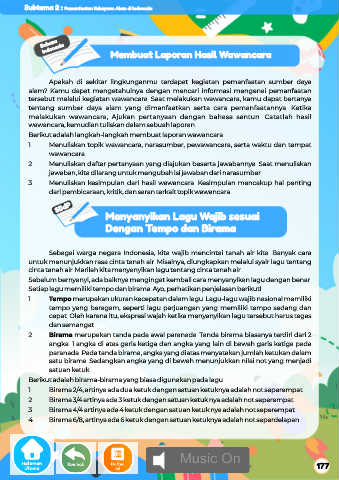 Subtema 2 : Pemanfaatan Kekayaan Alam di Indonesia
Bahasa
Indonesia
Membuat Laporan Hasil Wawancara
Apakah di sekitar lingkunganmu terdapat kegiatan pemanfaatan sumber daya
alam? Kamu dapat mengetahuinya dengan mencari informasi mengenai pemanfaatan
tersebut melalui kegiatan wawancara. Saat melakukan wawancara, kamu dapat bertanya
tentang sumber daya alam yang dimanfaatkan serta cara pemanfaatannya. Ketika
melakukan wawancara, Ajukan pertanyaan dengan bahasa santun. Catatlah hasil
wawancara, kemudian tuliskan dalam sebuah laporan.
Berikut adalah langkah-langkah membuat laporan wawancara
1 Menuliskan topik wawancara, narasumber, pewawancara, serta waktu dan tempat
wawancara
2 Menuliskan daftar pertanyaan yang diajukan beserta jawabannya. Saat menuliskan
jawaban, kita dilarang untuk mengubah isi jawaban dari narasumber
3 Menuliskan kesimpulan dari hasil wawancara. Kesimpulan mencakup hal penting
dari pembicaraan, kritik, dan saran terkait topik wawancara
SBdP
Menyanyikan Lagu Wajib sesuai
Dengan Tempo dan Birama
Sebagai warga negara Indonesia, kita wajib mencintai tanah air kita. Banyak cara
untuk menunjukkan rasa cinta tanah air. Misalnya, diungkapkan melalui syair lagu tentang
cinta tanah air. Marilah kita menyanyikan lagu tentang cinta tanah air
Sebelum bernyanyi, ada baiknya mengingat kembali cara menyanyikan lagu dengan benar
Setiap lagu memiliki tempo dan birama. Ayo, perhatikan penjelasan berikut!
1 Tempo merupakan ukuran kecepatan dalam lagu. Lagu-lagu wajib nasional memiliki
tempo yang beragam, seperti lagu perjuangan yang memiliki tempo sedang dan
cepat. Oleh karena itu, ekspresi wajah ketika menyanyikan lagu tersebut harus tegas
dan semangat
2 Birama merupakan tanda pada awal paranada. Tanda birama biasanya terdiri dari 2
angka: 1 angka di atas garis ketiga dan angka yang lain di bawah garis ketiga pada
paranada. Pada tanda birama, angka yang diatas menyatakan jumlah ketukan dalam
satu birama. Sedangkan angka yang di bawah menunjukkan nilai not yang menjadi
satuan ketuk
Berikut adalah birama-birama yang biasa digunakan pada lagu
1 Birama 2/4, artinya ada dua ketuk dengan satuan ketuknya adalah not seperempat
2 Birama 3/4 artinya ada 3 ketuk dengan satuan ketuknya adalah not seperempat
3 Birama 4/4 artinya ada 4 ketuk dengan satuan ketuknya adalah not seperempat
4 Birama 6/8, artinya ada 6 ketuk dengan satuan ketuknya adalah not seperdelapan
Halaman
Utama
Music On
177